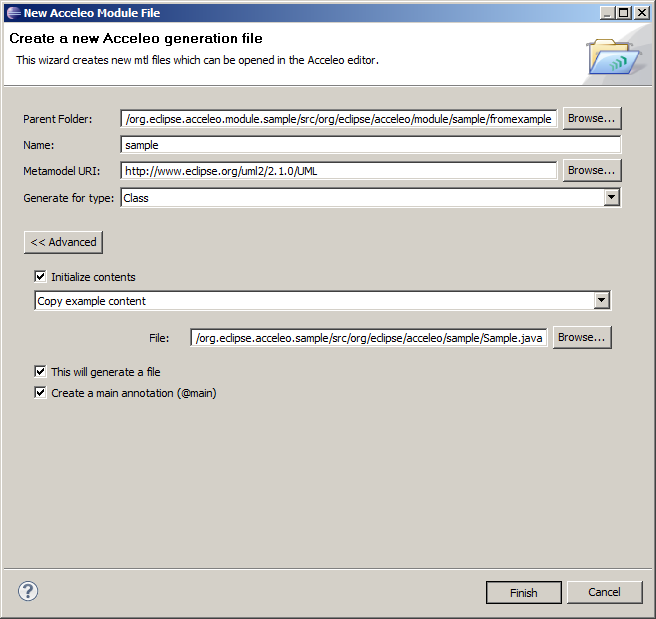 New Acceleo Module File
Create a new Acceleo generation file
This wizard creates new mtl files which can be opened in the Acceleo editor.
Parent Folder: /org.eclipse.acceleo.module.sample/src/org/eclipse/acceleo/module/sample/fromexample Browse...
Name: sample
Metamodel URI: http://www.eclipse.org/uml2/2.1.0/UML Browse...
Generate for type: Class
<< Advanced
Initialize contents
Copy example content
File: /org.eclipse.acceleo.sample/src/org/eclipse/acceleo/sample/Sample.java Browse...
This will generate a file
Create a main annotation (@main)
? Finish Cancel